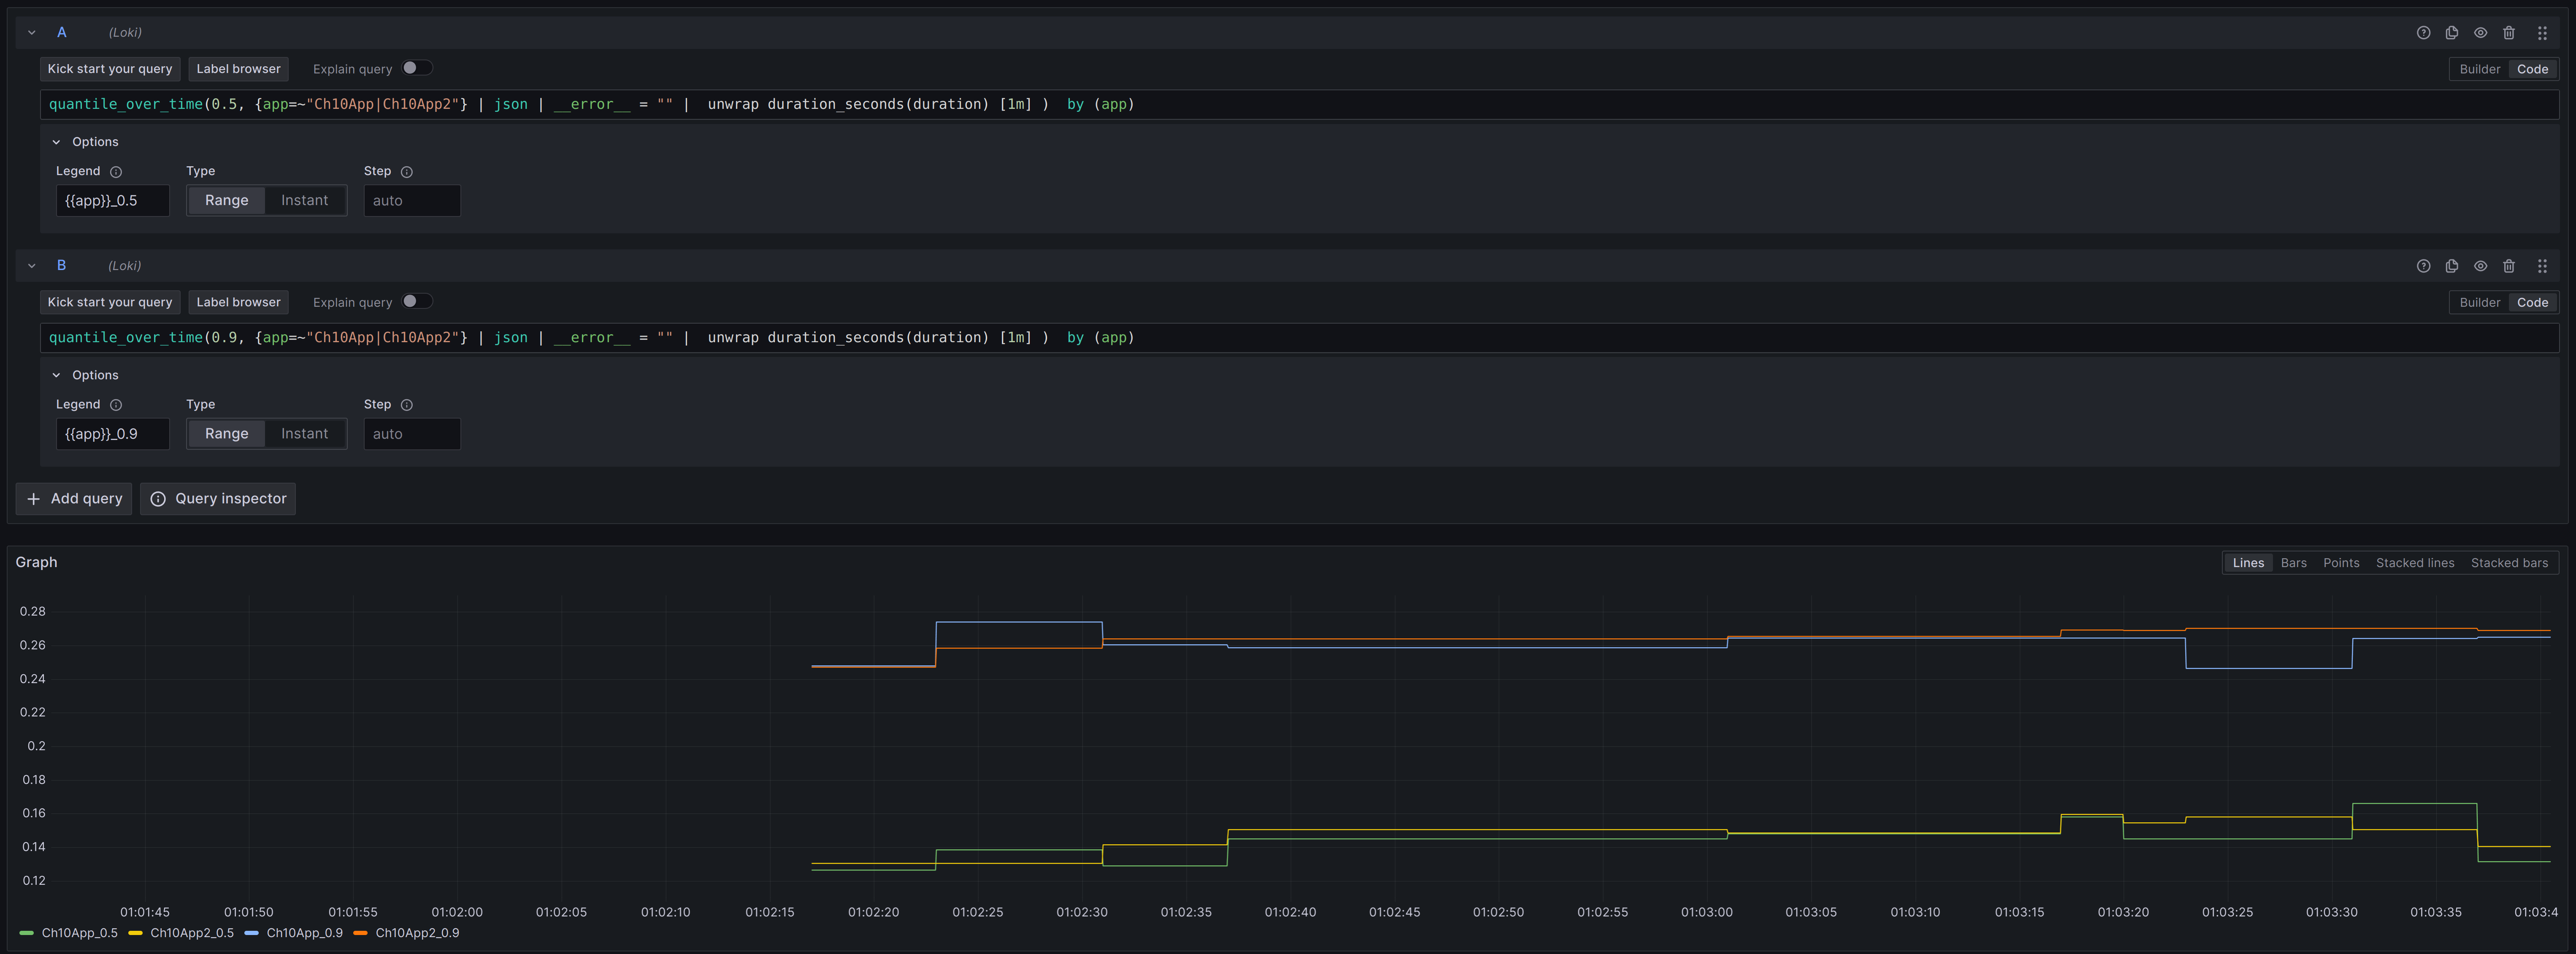 A (Loki)
Kick start your query Label browser Explain query Builder Code
quantile_over_time(0.5, {app=~"Ch10App|Ch10App2"} | json | __error__ = "" |  unwrap duration_seconds(duration) [1m] )  by (app)
Options
Legend Type Step
{{app}}_0.5 Range Instant auto
B (Loki)
Kick start your query Label browser Explain query Builder Code
quantile_over_time(0.9, {app=~"Ch10App|Ch10App2"} | json | __error__ = "" |  unwrap duration_seconds(duration) [1m] )  by (app)
Options
Legend Type Step
{{app}}_0.9 Range Instant auto
+ Add query Query inspector
Graph Lines Bars Points Stacked lines Stacked bars
0.28
0.26
0.24
0.22
0.2
0.18
0.16
0.14
0.12
01:01:45 01:01:50 01:01:55 01:02:00 01:02:05 01:02:10 01:02:15 01:02:20 01:02:25 01:02:30 01:02:35 01:02:40 01:02:45 01:02:50 01:02:55 01:03:00 01:03:05 01:03:10 01:03:15 01:03:20 01:03:25 01:03:30 01:03:35 01:03:4
Ch10App_0.5 Ch10App2_0.5 Ch10App_0.9 Ch10App2_0.9